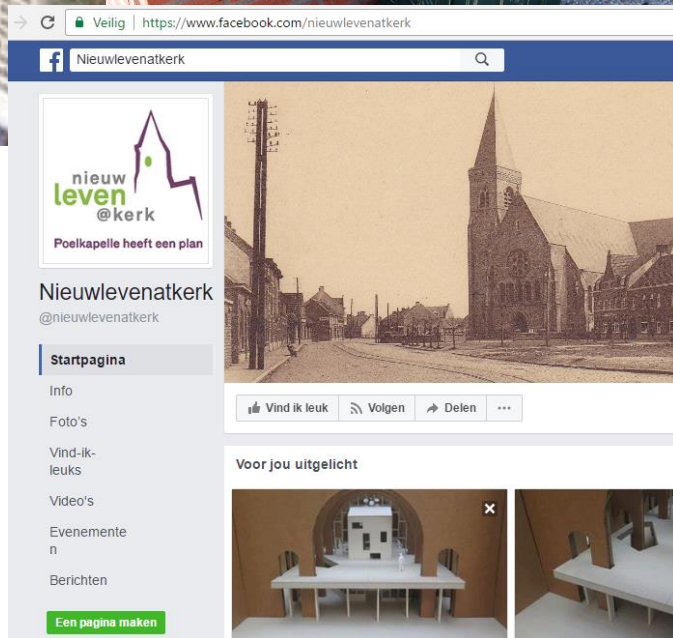 Veilig | https://www.facebook.com/nieuwlevenatkerk
f Nieuwlevenatkerk
nieuw
leven
@kerk
Poelkapelle heeft een plan
Nieuwlevenatkerk
@nieuwlevenatkerk
Startpagina
Info
Foto's
Vind-ik-
leuks
Video's
Evenemente
n
Berichten
Een pagina maken
Vind ik leuk
Volgen
Delen
Voor jou uitgelicht